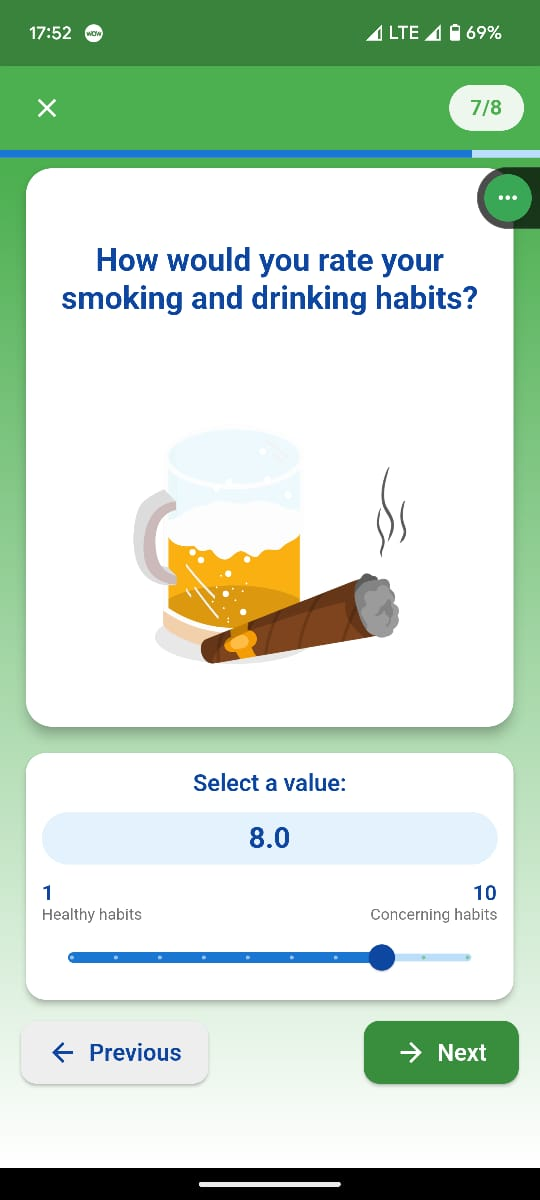 17:52 WOW LTE 69%
7/8
How would you rate your
smoking and drinking habits?
Select a value:
8.0
1 10
Healthy habits Concerning habits
Previous Next